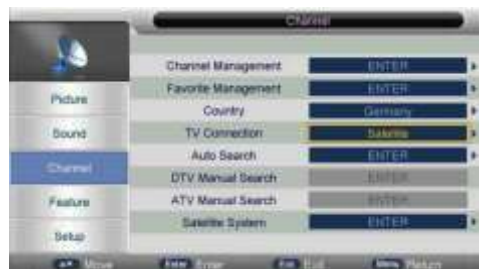 Channel
Channel Management ENTER
Favorite Management ENTER
Picture
Country Germany
Sound
TV Connection Satellite
Auto Search ENTER
Channel
DTV Manual Search ENTER
Feature
ATV Manual Search ENTER
Satellite System ENTER
Setup
Move Enter Enter Exit Exit Menu Return